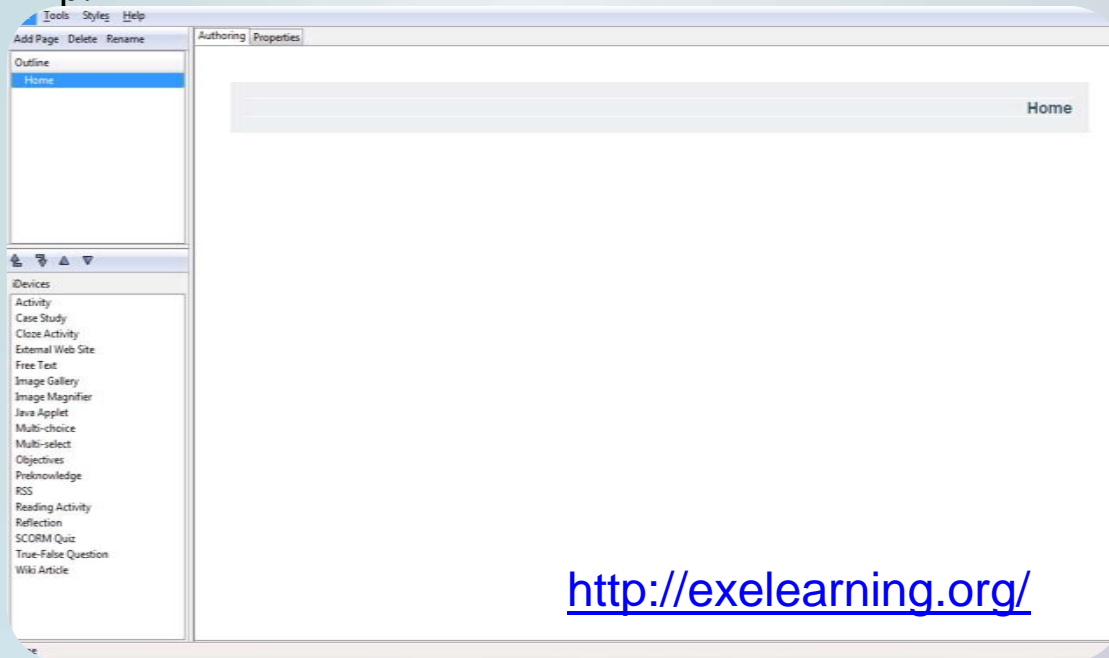 Tools Styles Help
Add Page Delete Rename
Authoring Properties
Outline
Home
Home
iDevices
Activity
Case Study
Cloze Activity
External Web Site
Free Text
Image Gallery
Image Magnifier
Java Applet
Multi-choice
Multi-select
Objectives
Preknowledge
RSS
Reading Activity
Reflection
SCORM Quiz
True-False Question
Wiki Article
http://exelearning.org/